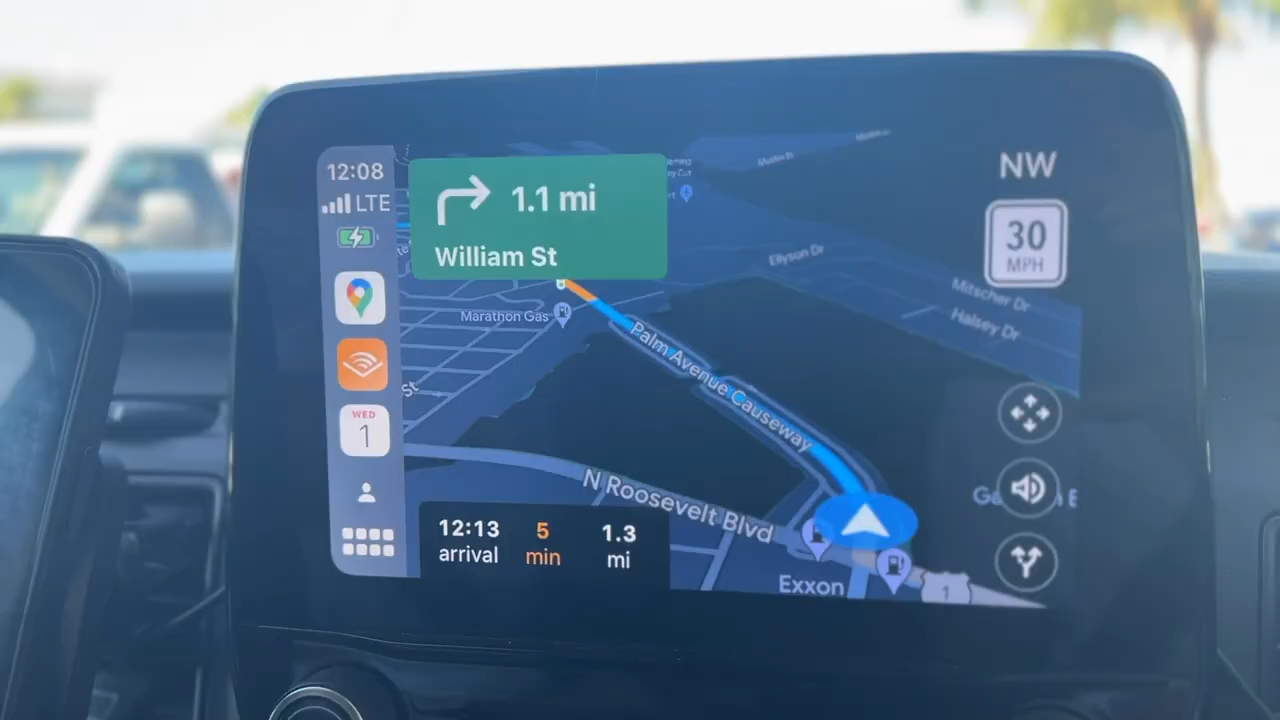 12:08
LTE
WED
1
1.1 mi
William St
Marathon Gas
Palm Avenue Causeway
N Roosevelt Blvd
Exxon
1
12:13
arrival
5
min
1.3
mi
Ellyson Dr
Mitscher Dr
Halsey Dr
St
NW
30
MPH